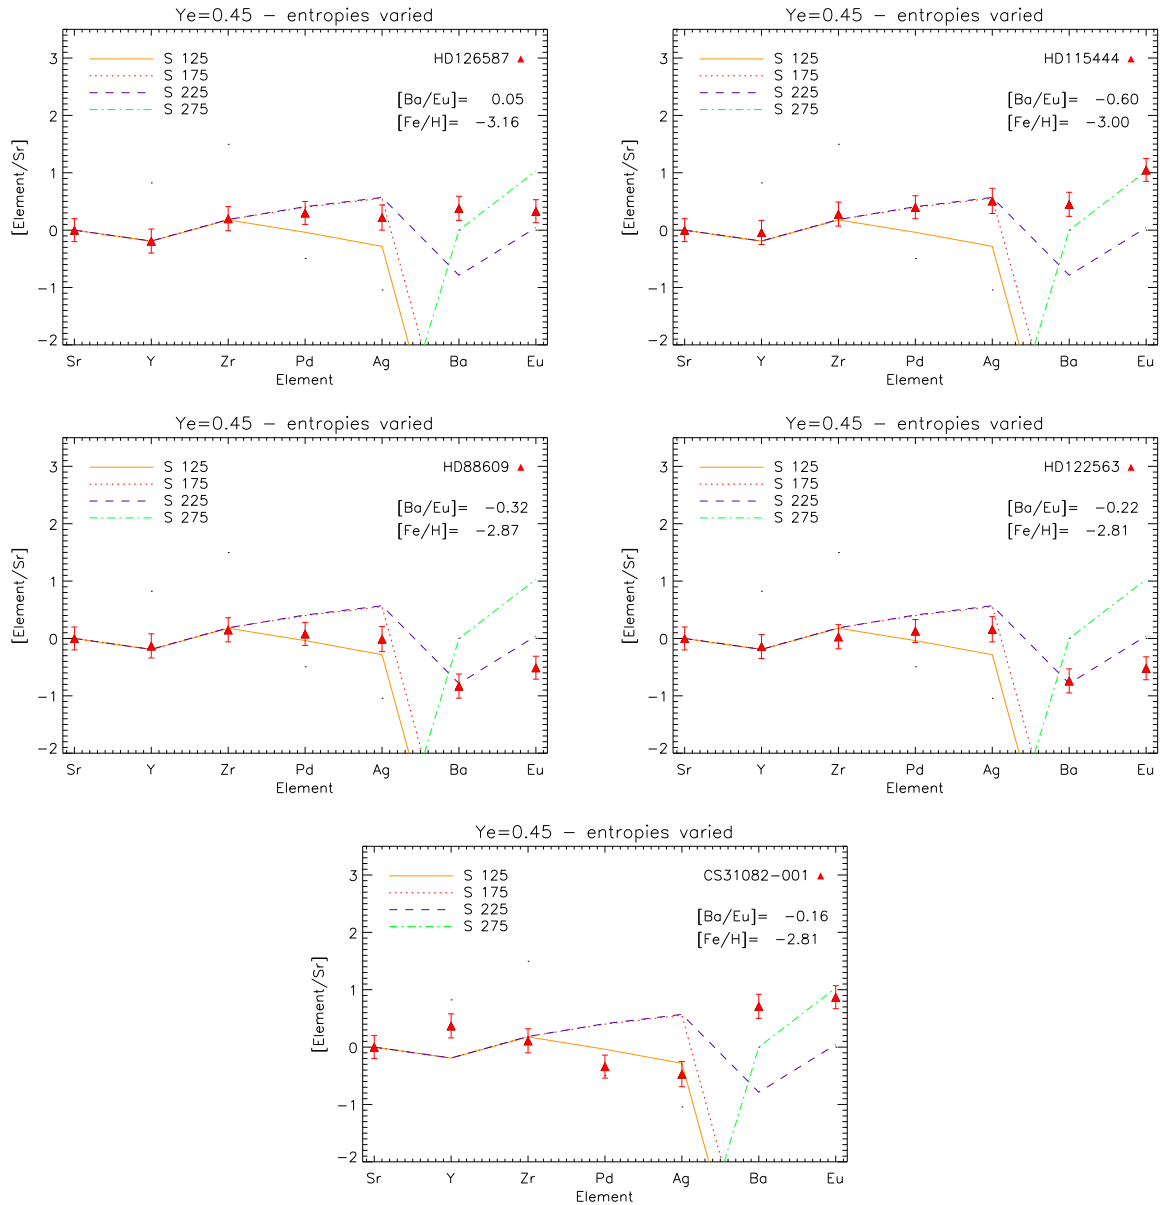 Ye=0.45 − entropies varied
S 125
S 175
S 225
S 275
HD126587
[Ba/Eu]= 0.05
[Fe/H]= −3.16
[Element/Sr]
3
2
1
0
−1
−2
Sr Y Zr Pd Ag Ba Eu
Element
Ye=0.45 − entropies varied
S 125
S 175
S 225
S 275
HD115444
[Ba/Eu]= −0.60
[Fe/H]= −3.00
[Element/Sr]
3
2
1
0
−1
−2
Sr Y Zr Pd Ag Ba Eu
Element
Ye=0.45 − entropies varied
S 125
S 175
S 225
S 275
HD88609
[Ba/Eu]= −0.32
[Fe/H]= −2.87
[Element/Sr]
3
2
1
0
−1
−2
Sr Y Zr Pd Ag Ba Eu
Element
Ye=0.45 − entropies varied
S 125
S 175
S 225
S 275
HD122563
[Ba/Eu]= −0.22
[Fe/H]= −2.81
[Element/Sr]
3
2
1
0
−1
−2
Sr Y Zr Pd Ag Ba Eu
Element
Ye=0.45 − entropies varied
S 125
S 175
S 225
S 275
CS31082−001
[Ba/Eu]= −0.16
[Fe/H]= −2.81
[Element/Sr]
3
2
1
0
−1
−2
Sr Y Zr Pd Ag Ba Eu
Element